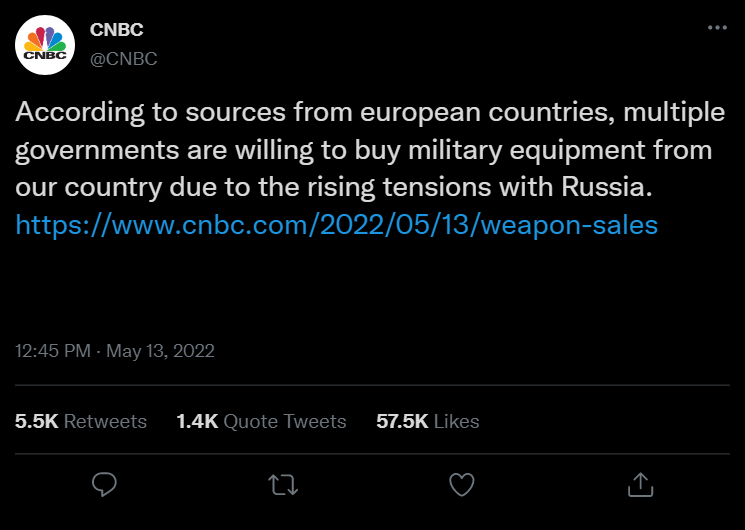 CNBC
CNBC
@CNBC
According to sources from european countries, multiple
governments are willing to buy military equipment from
our country due to the rising tensions with Russia.
https://www.cnbc.com/2022/05/13/weapon-sales
12:45 PM · May 13, 2022
5.5K Retweets 1.4K Quote Tweets 57.5K Likes